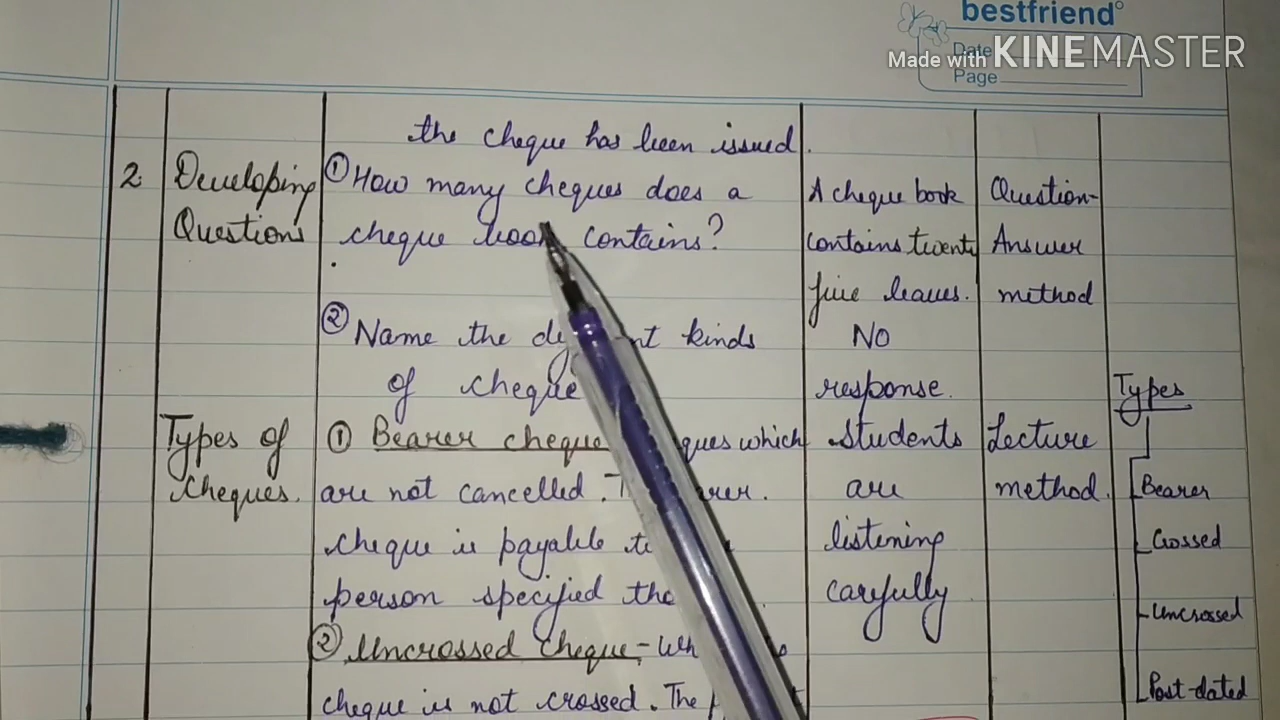 bestfriend
Made with KINEMASTER
Date
Page
the cheque has been issued.
2. Developing Questions
① How many cheques does a
cheque book contains?
A cheque book
contains twenty
five leaves.
Question-
Answer
method
② Name the kinds
of cheque
No
response.
Types of
cheques.
① Bearer cheque which
are not cancelled.
cheque is payable
person specified
② Uncrossed cheque -
cheque is not crossed. The
Students
are
listening
carefully
Lecture
method.
Types
Bearer
Crossed
Uncrossed
Post-dated